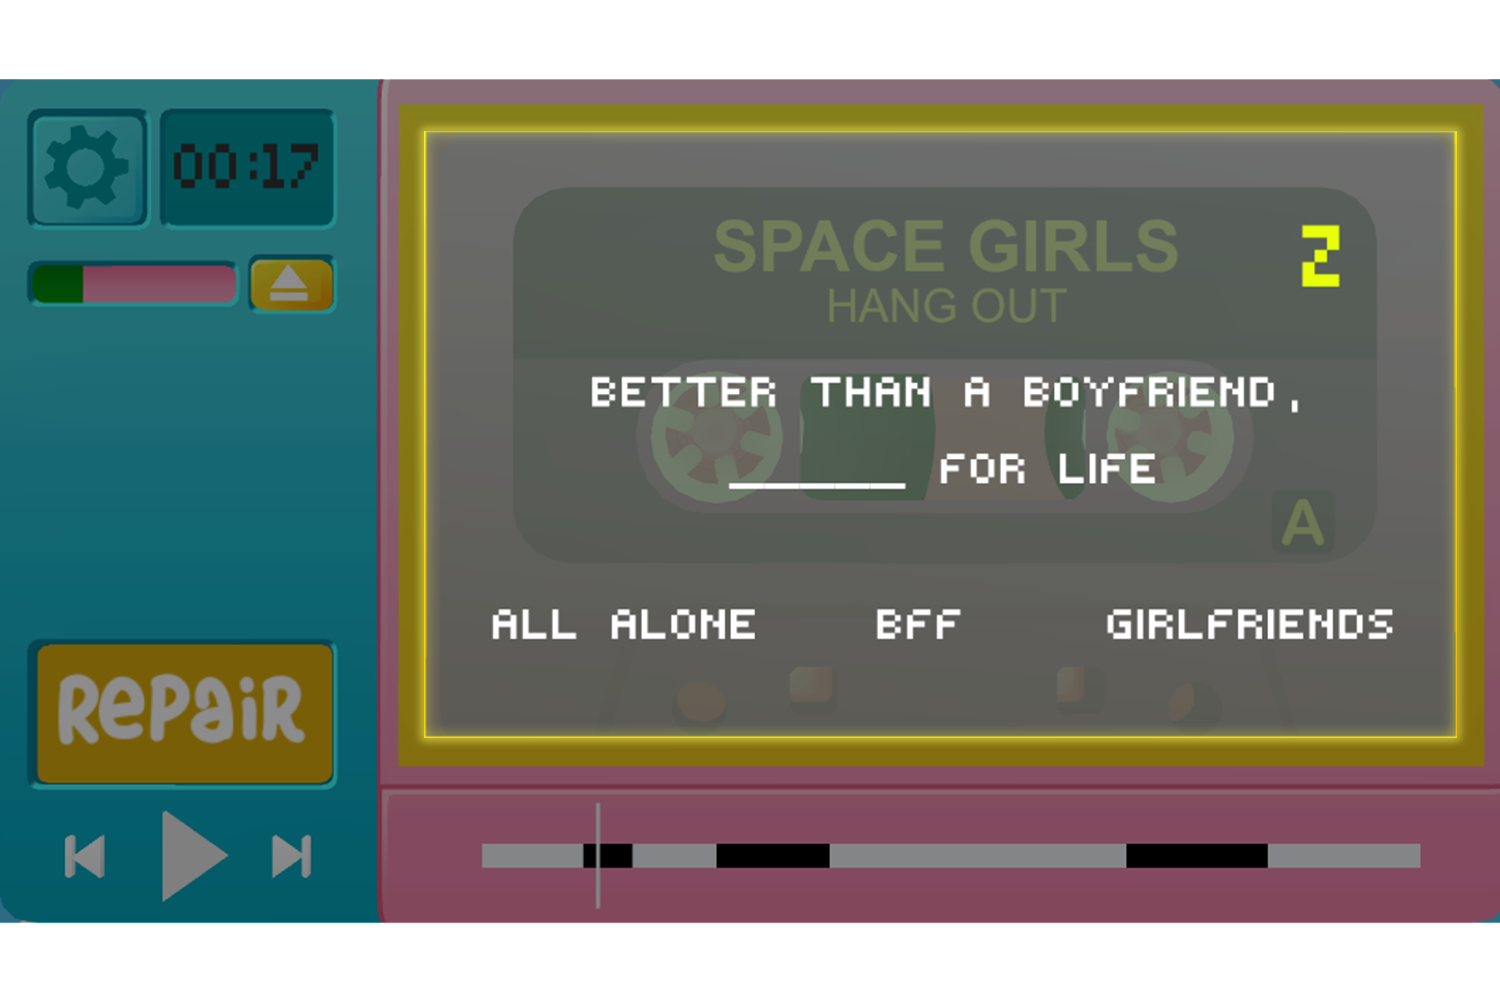 00:17
SPACE GIRLS
HANG OUT
2
BETTER THAN A BOYFRIEND,
______ FOR LIFE
A
ALL ALONE BFF GIRLFRIENDS
REPAIR